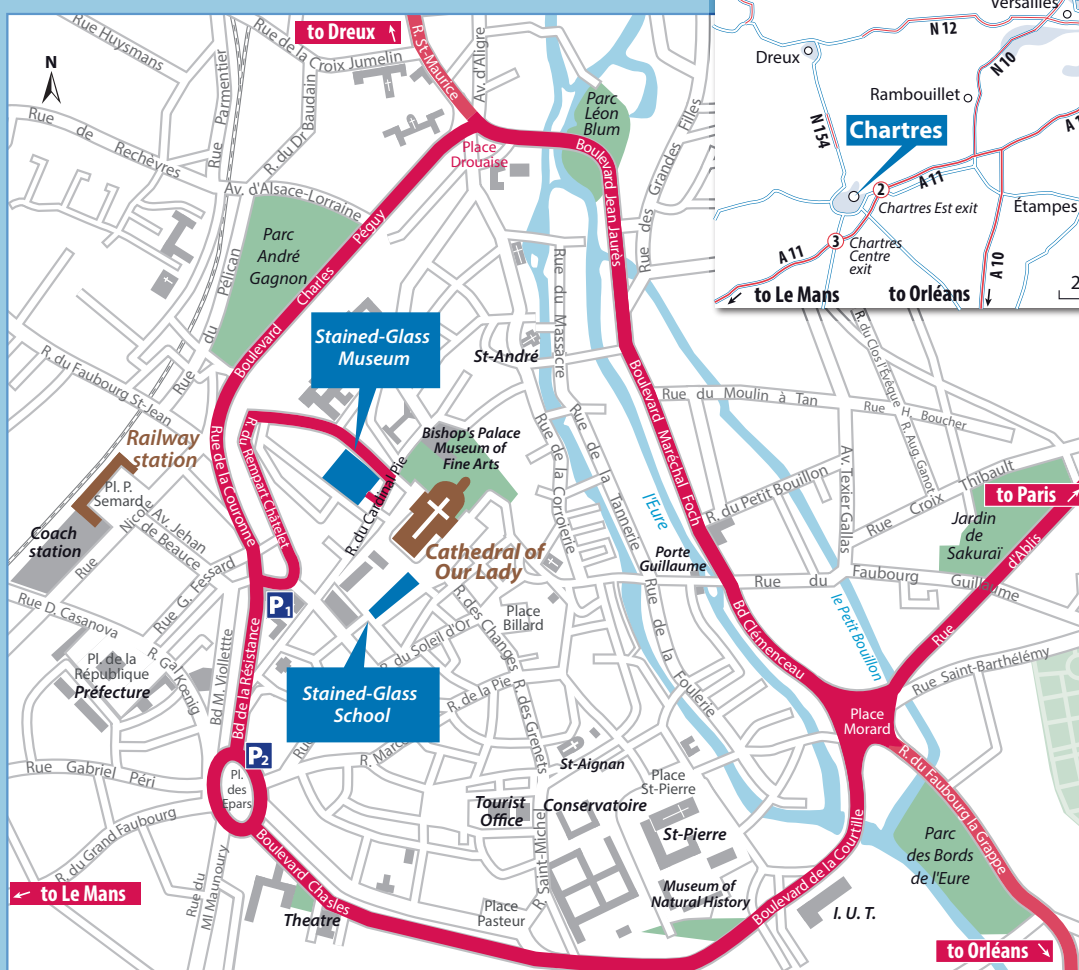 to Dreux
N
Rue Huysmans
Rue de la Croix Jumelin
R. St-Maurice
Av. d'Aligre
Rue Parmentier
R. du Dr Baudain
Rue de Rechèvres
Av. d'Alsace-Lorraine
Place
Drouaise
Parc
Léon
Blum
Rue des Grandes Filles
Boulevard Jean Jaurès
Parc
André
Gagnon
Boulevard Charles Péguy
Rue du Pélican
R. du Faubourg St-Jean
Versailles
N 12
Dreux
N 10
Rambouillet
N 154
Chartres
2
A 11
Chartres Est exit
Étampes
3
Chartres
Centre
exit
A 11
A 10
to Le Mans
to Orléans
2
Stained-Glass
Museum
St-André
Rue du Massacre
R. du Clos l'Évêque
Rue du Moulin à Tan
Rue H. Boucher
R. Aug. Gand
Boulevard Maréchal Foch
Railway
station
Pl. P.
Semard
Coach
station
Rue Nicole
Av. Jehan
de Beauce
Rue de la Couronne
R. du Rempart Châtelet
Bishop's Palace
Museum of
Fine Arts
R. du Cardinal Pie
Cathedral of
Our Lady
Rue de la Corroierie
Rue de la Tannerie
l'Eure
R. du Petit Bouillon
Av. Texier Gallas
Rue Croix Thibault
to Paris
Jardin
de
Sakuraï
Rue d'Ablis
Porte
Guillaume
Rue du Faubourg Guillaume
le Petit Bouillon
Rue G. Fessard
Rue D. Casanova
P1
Pl. de la
République
Préfecture
R. Gal Kœnig
Bd M. Viollette
Bd de la Résistance
R. des Changes
Place
Billard
R. du Soleil d'Or
R. de la Pie
R. des Grenets
Rue de la Foulerie
Bd Clémenceau
Rue Saint-Barthélémy
Place
Morard
Stained-Glass
School
P2
Rue
R. Marc
Rue Gabriel Péri
Pl.
des
Epars
R. du Grand Faubourg
St-Aignan
Place
St-Pierre
Tourist
Office
Conservatoire
St-Pierre
R. Saint-Michel
R. du Faubourg la Grappe
Parc
des Bords
de l'Eure
Boulevard de la Courtille
to Le Mans
Rue du
Ml Maunoury
Boulevard Chasles
Theatre
Place
Pasteur
Museum of
Natural History
I. U. T.
to Orléans